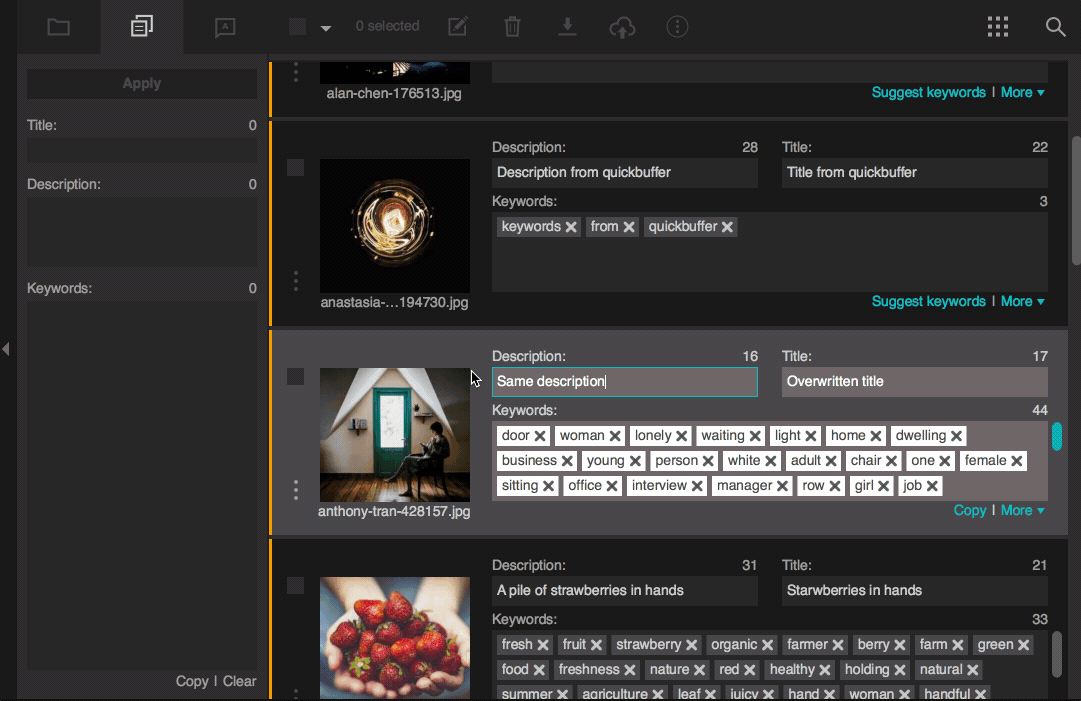 A
0 selected
Apply
Title: 0
Description: 0
Keywords: 0
Copy | Clear
alan-chen-176513.jpg
Suggest keywords | More
Description: 28
Title: 22
Description from quickbuffer
Title from quickbuffer
Keywords: 3
keywords from quickbuffer
anastasia-...194730.jpg
Suggest keywords | More
Description: 16
Title: 17
Same description
Overwritten title
Keywords: 44
door woman lonely waiting light home dwelling
business young person white adult chair one female
sitting office interview manager row girl job
anthony-tran-428157.jpg
Copy | More
Description: 31
Title: 21
A pile of strawberries in hands
Starwberries in hands
Keywords: 33
fresh fruit strawberry organic farmer berry farm green
food freshness nature red healthy holding natural
summer agriculture leaf juicy hand woman handful